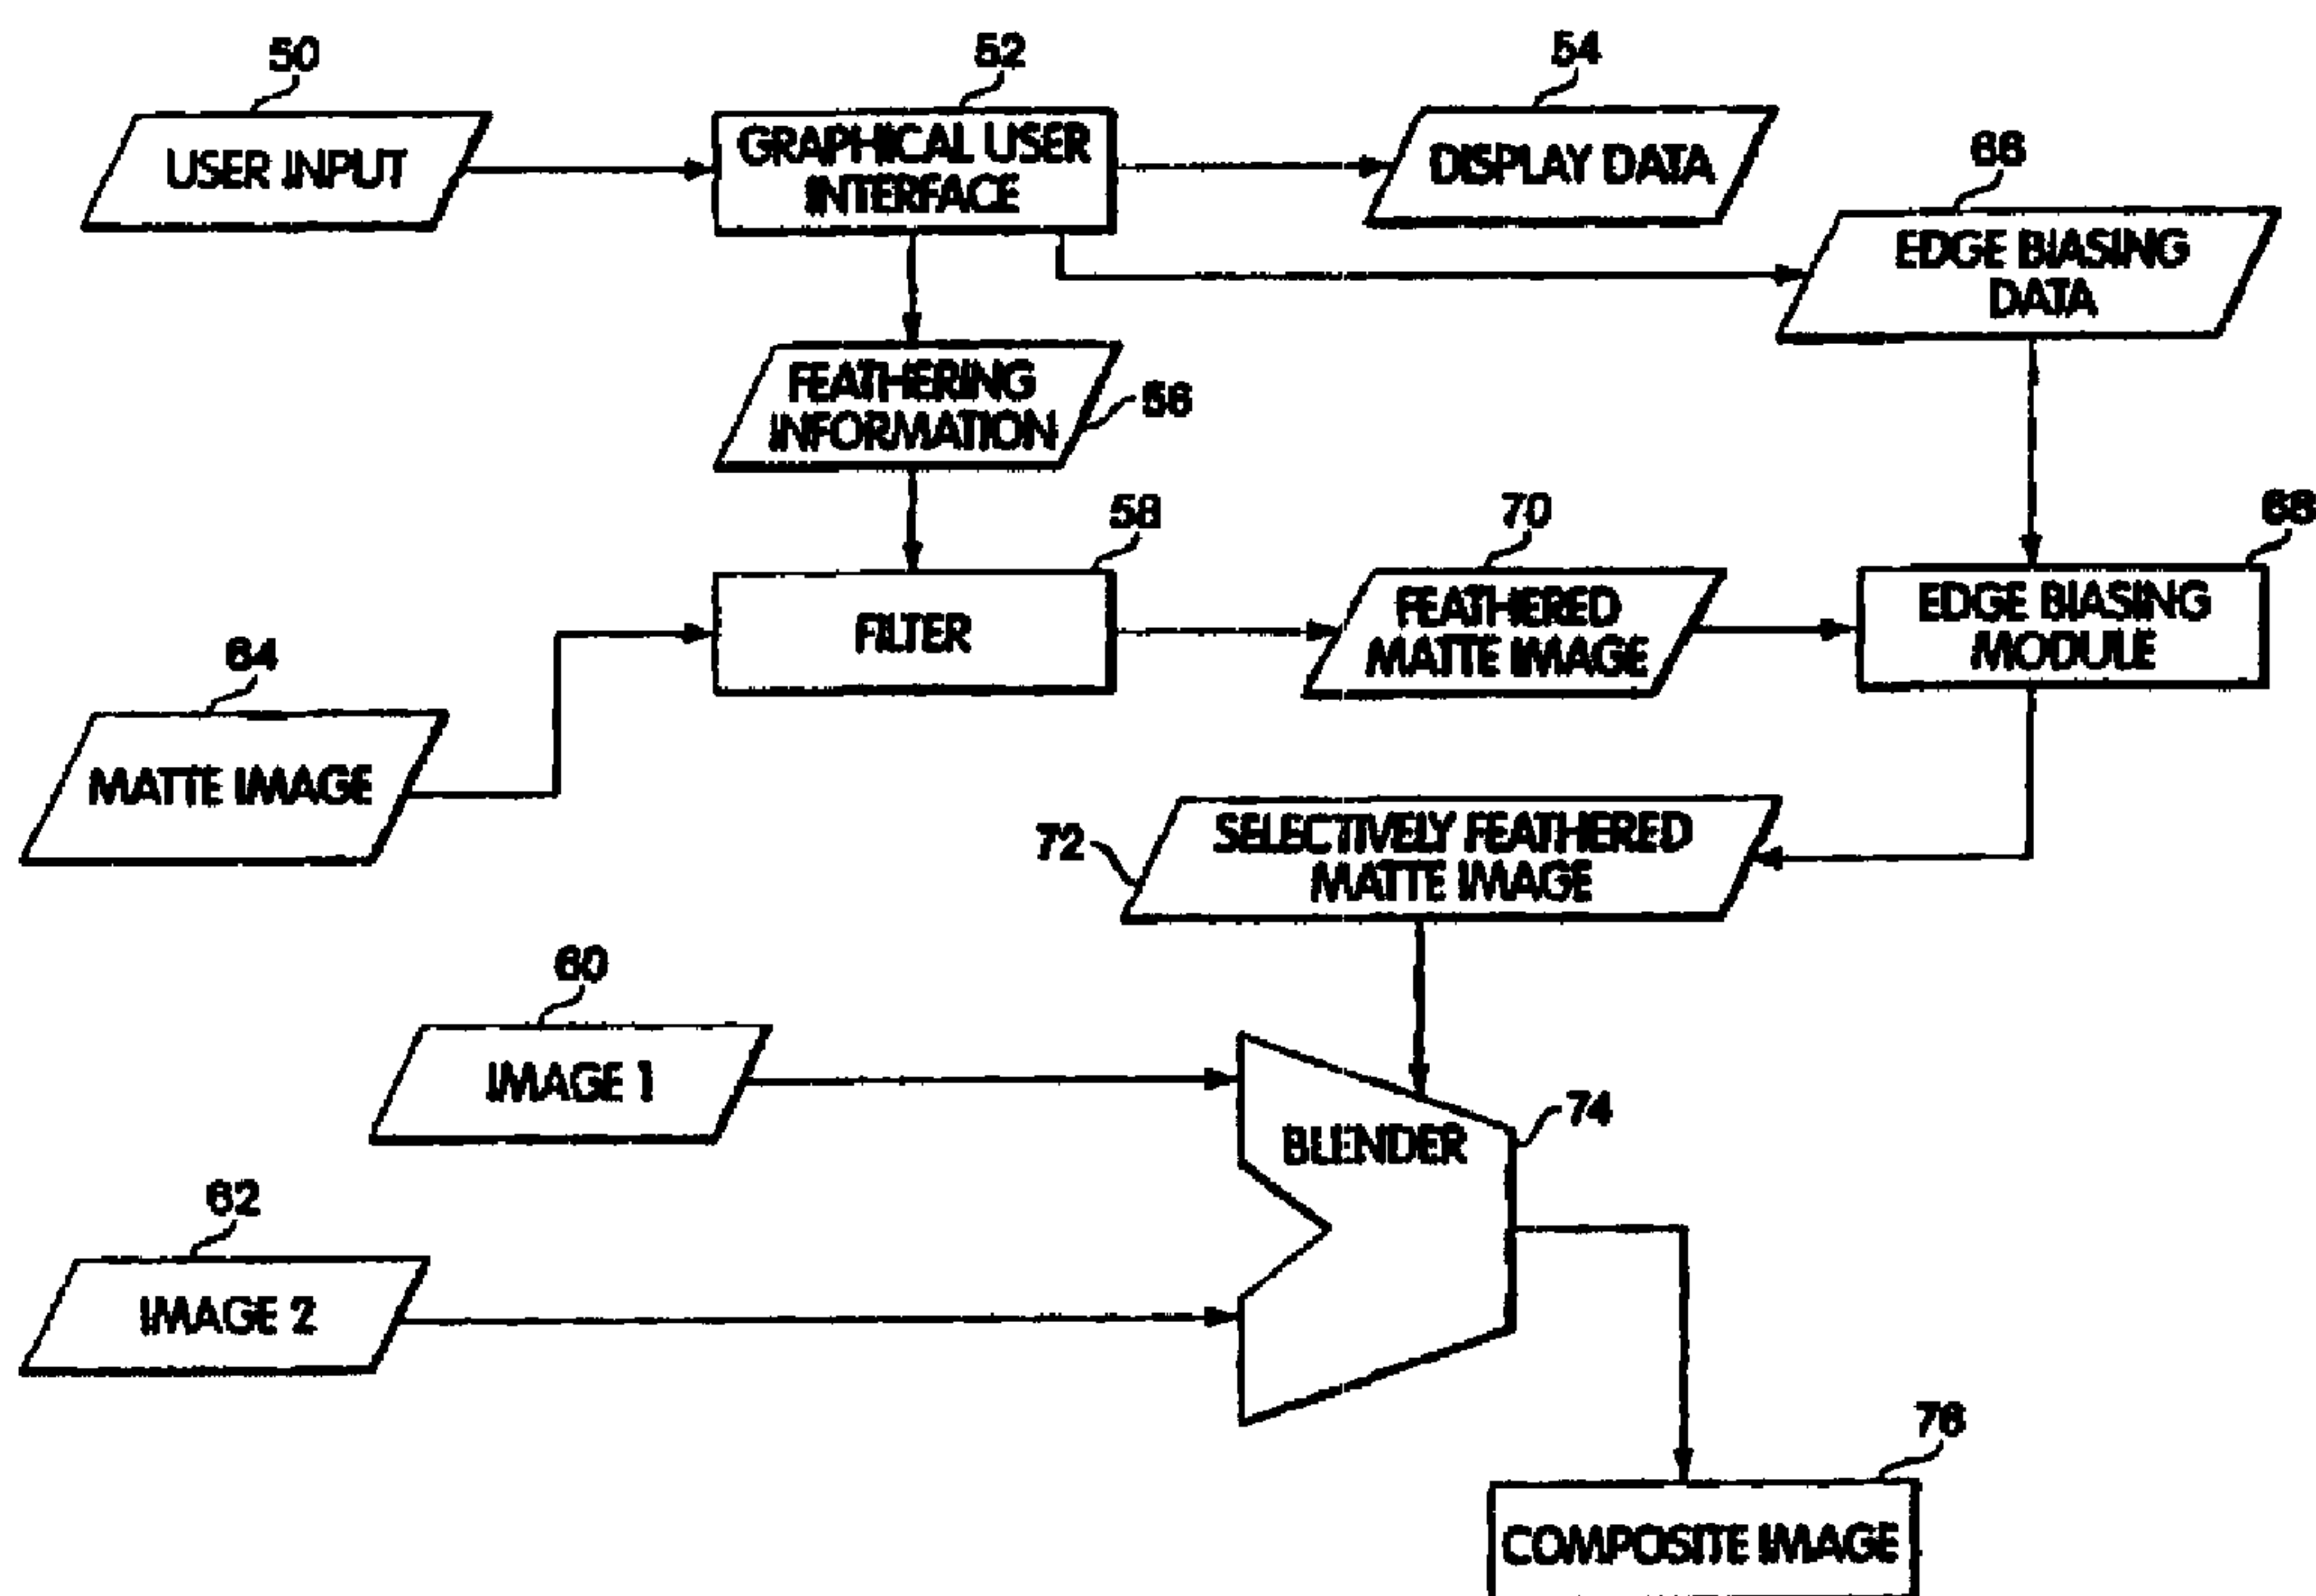 50
52
54
USER INPUT
GRAPHICAL USER
INTERFACE
DISPLAY DATA
66
EDGE BIASING
DATA
FEATHERING
INFORMATION
56
58
70
68
FILTER
FEATHERED
MATTE IMAGE
EDGE BIASING
MODULE
64
MATTE IMAGE
72
SELECTIVELY FEATHERED
MATTE IMAGE
60
IMAGE 1
74
BLENDER
62
IMAGE 2
76
COMPOSITE IMAGE